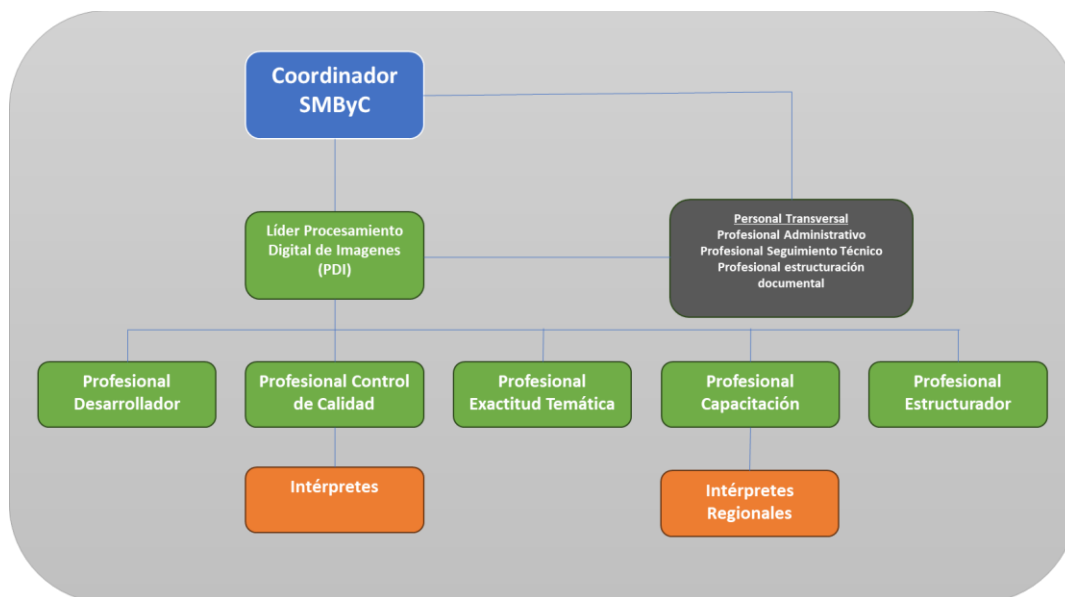 Coordinador
SMByC
Líder Procesamiento
Digital de Imagenes
(PDI)
Personal Transversal
Profesional Administrativo
Profesional Seguimiento Técnico
Profesional estructuración
documental
Profesional
Desarrollador
Profesional Control
de Calidad
Profesional
Exactitud Temática
Profesional
Capacitación
Profesional
Estructurador
Intérpretes
Intérpretes
Regionales